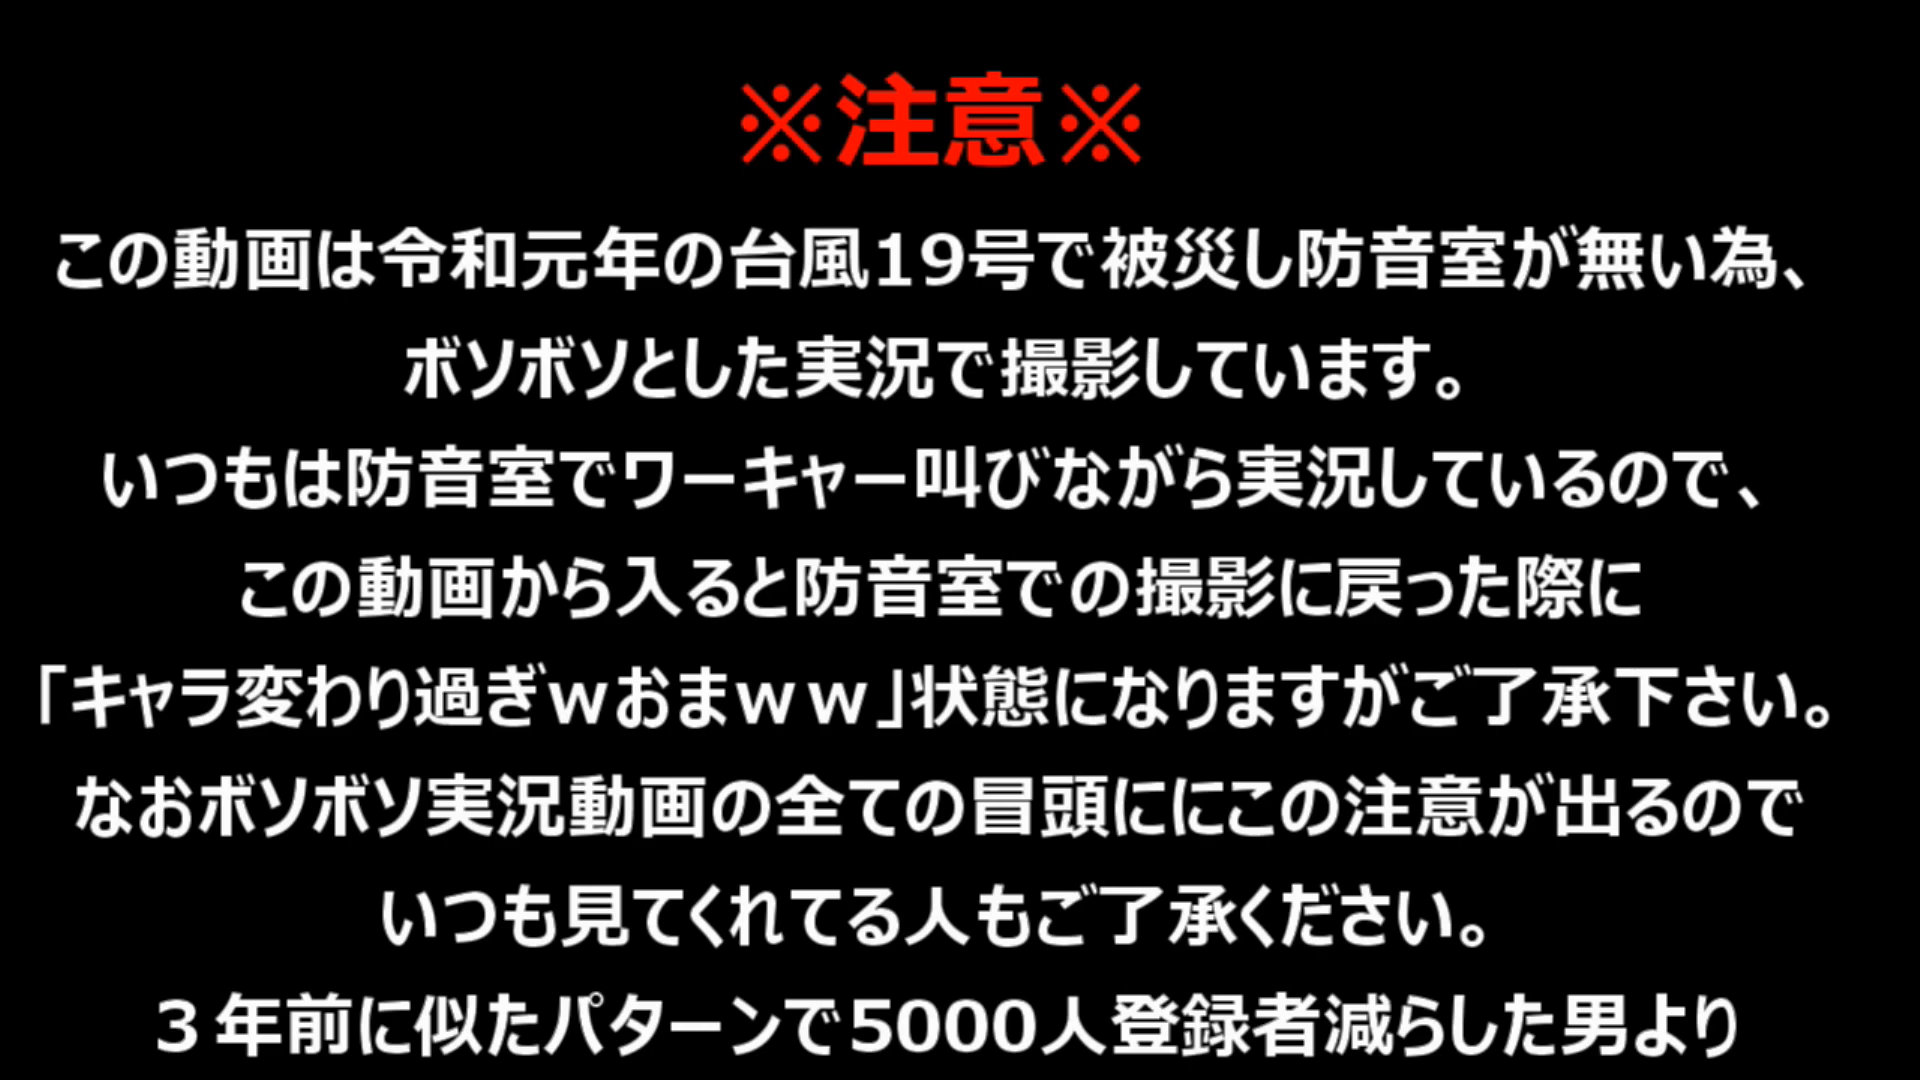 ※注意※
この動画は令和元年の台風19号で被災し防音室が無い為、
ボソボソとした実況で撮影しています。
いつもは防音室でワーキャー叫びながら実況しているので、
この動画から入ると防音室での撮影に戻った際に
「キャラ変わり過ぎｗおまｗｗ」状態になりますがご了承下さい。
なおボソボソ実況動画の全ての冒頭ににこの注意が出るので
いつも見てくれてる人もご了承ください。
３年前に似たパターンで5000人登録者減らした男より